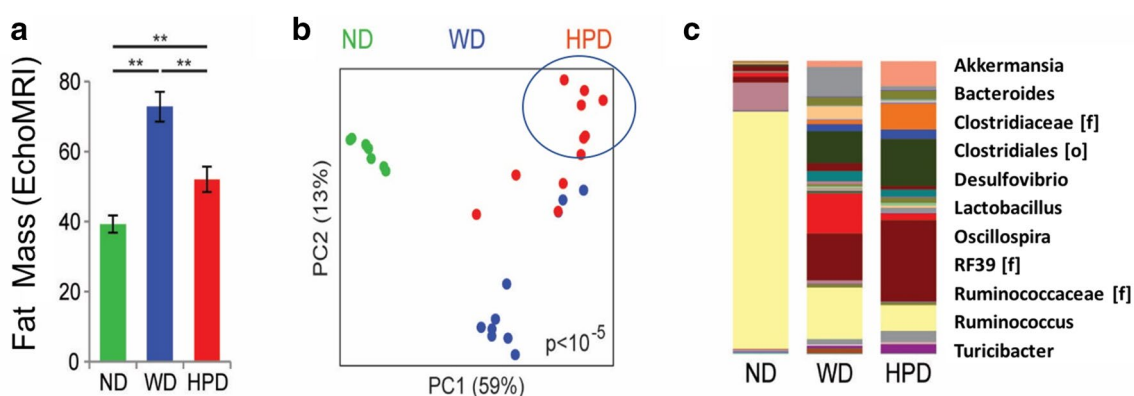 a
**
** **
Fat Mass (EchoMRI)
80
60
40
20
0
ND WD HPD
b
ND WD HPD
PC2 (13%)
p<10-5
PC1 (59%)
c
Akkermansia
Bacteroides
Clostridiaceae [f]
Clostridiales [o]
Desulfovibrio
Lactobacillus
Oscillospira
RF39 [f]
Ruminococcaceae [f]
Ruminococcus
Turicibacter
ND WD HPD